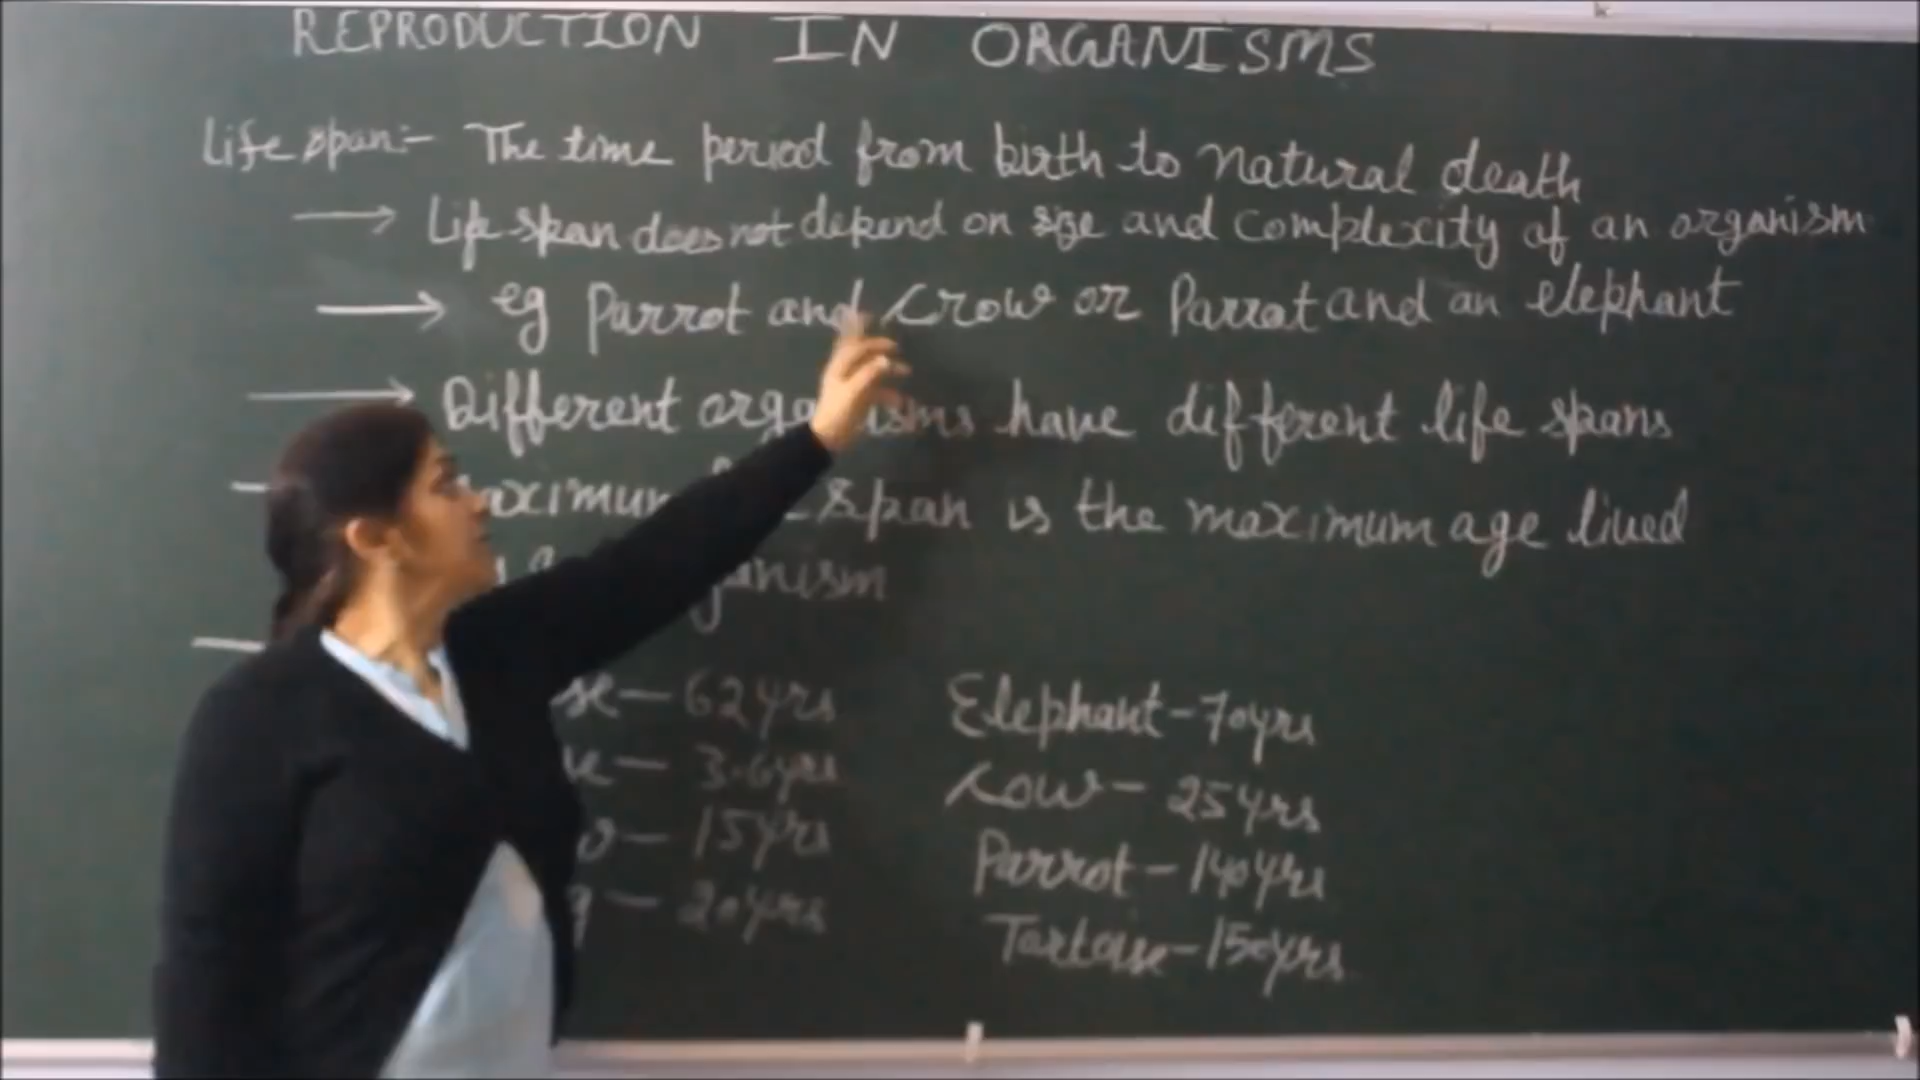 REPRODUCTION IN ORGANISMS
Life span:- The time period from birth to Natural death
→ Life span does not depend on size and complexity of an organism
→ eg Parrot and Crow or Parrot and an elephant
→ Different organisms have different life spans
span is the maximum age lived
62 yrs
Elephant - 70yrs
3.6yrs
Cow - 25yrs
15yrs
Parrot - 140yrs
20yrs
Tortoise - 150yrs